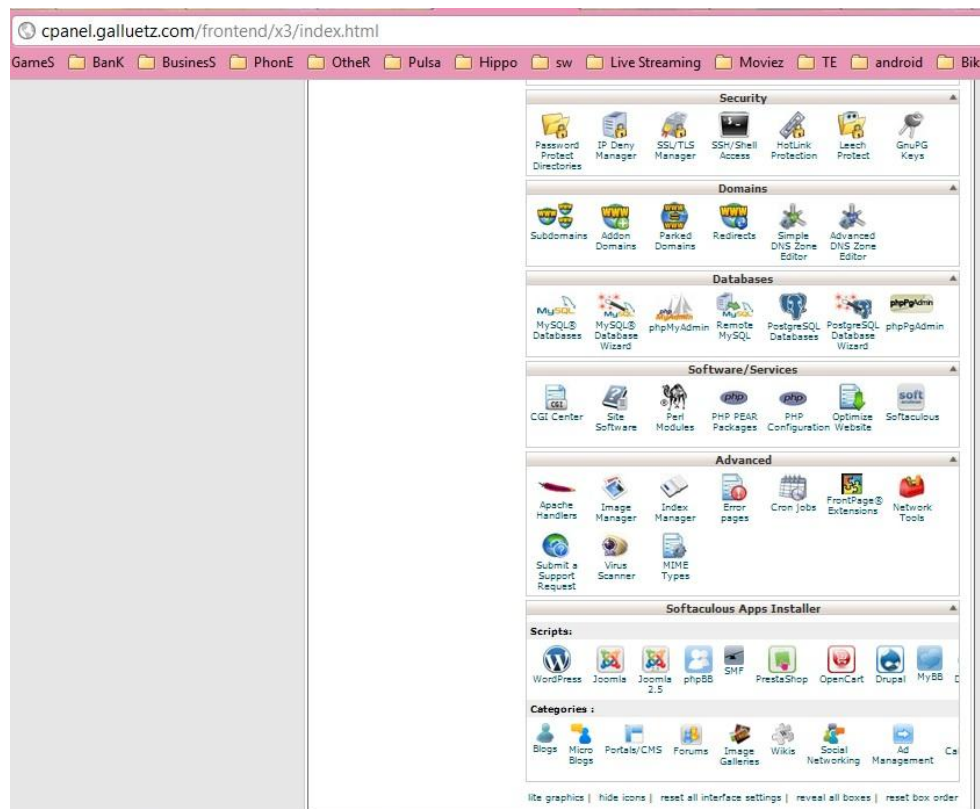 cpanel.galluetz.com/frontend/x3/index.html
GameS BanK BusinesS PhonE OtheR Pulsa Hippo sw Live Streaming Moviez TE android Bik
Security
Password Protect Directories
IP Deny Manager
SSL/TLS Manager
SSH/Shell Access
HotLink Protection
Leech Protect
GnuPG Keys
Domains
Subdomains
Addon Domains
Parked Domains
Redirects
Simple DNS Zone Editor
Advanced DNS Zone Editor
Databases
MySQL® Databases
MySQL® Database Wizard
phpMyAdmin
Remote MySQL
PostgreSQL Databases
PostgreSQL Database Wizard
phpPgAdmin
phpPgAdmin
Software/Services
CGI
CGI Center
Site Software
Perl Modules
php
PHP PEAR Packages
php
PHP Configuration
Optimize Website
soft
Softaculous
Advanced
Apache Handlers
Image Manager
Index Manager
Error pages
Cron jobs
FrontPage® Extensions
Network Tools
Submit a Support Request
Virus Scanner
MIME Types
Softaculous Apps Installer
Scripts:
WordPress
Joomla
Joomla 2.5
phpBB
SMF
PrestaShop
OpenCart
Drupal
MyBB
D
Categories :
Blogs
Micro Blogs
Portals/CMS
Forums
Image Galleries
Wikis
Social Networking
Ad Management
Ca
lite graphics | hide icons | reset all interface settings | reveal all boxes | reset box order